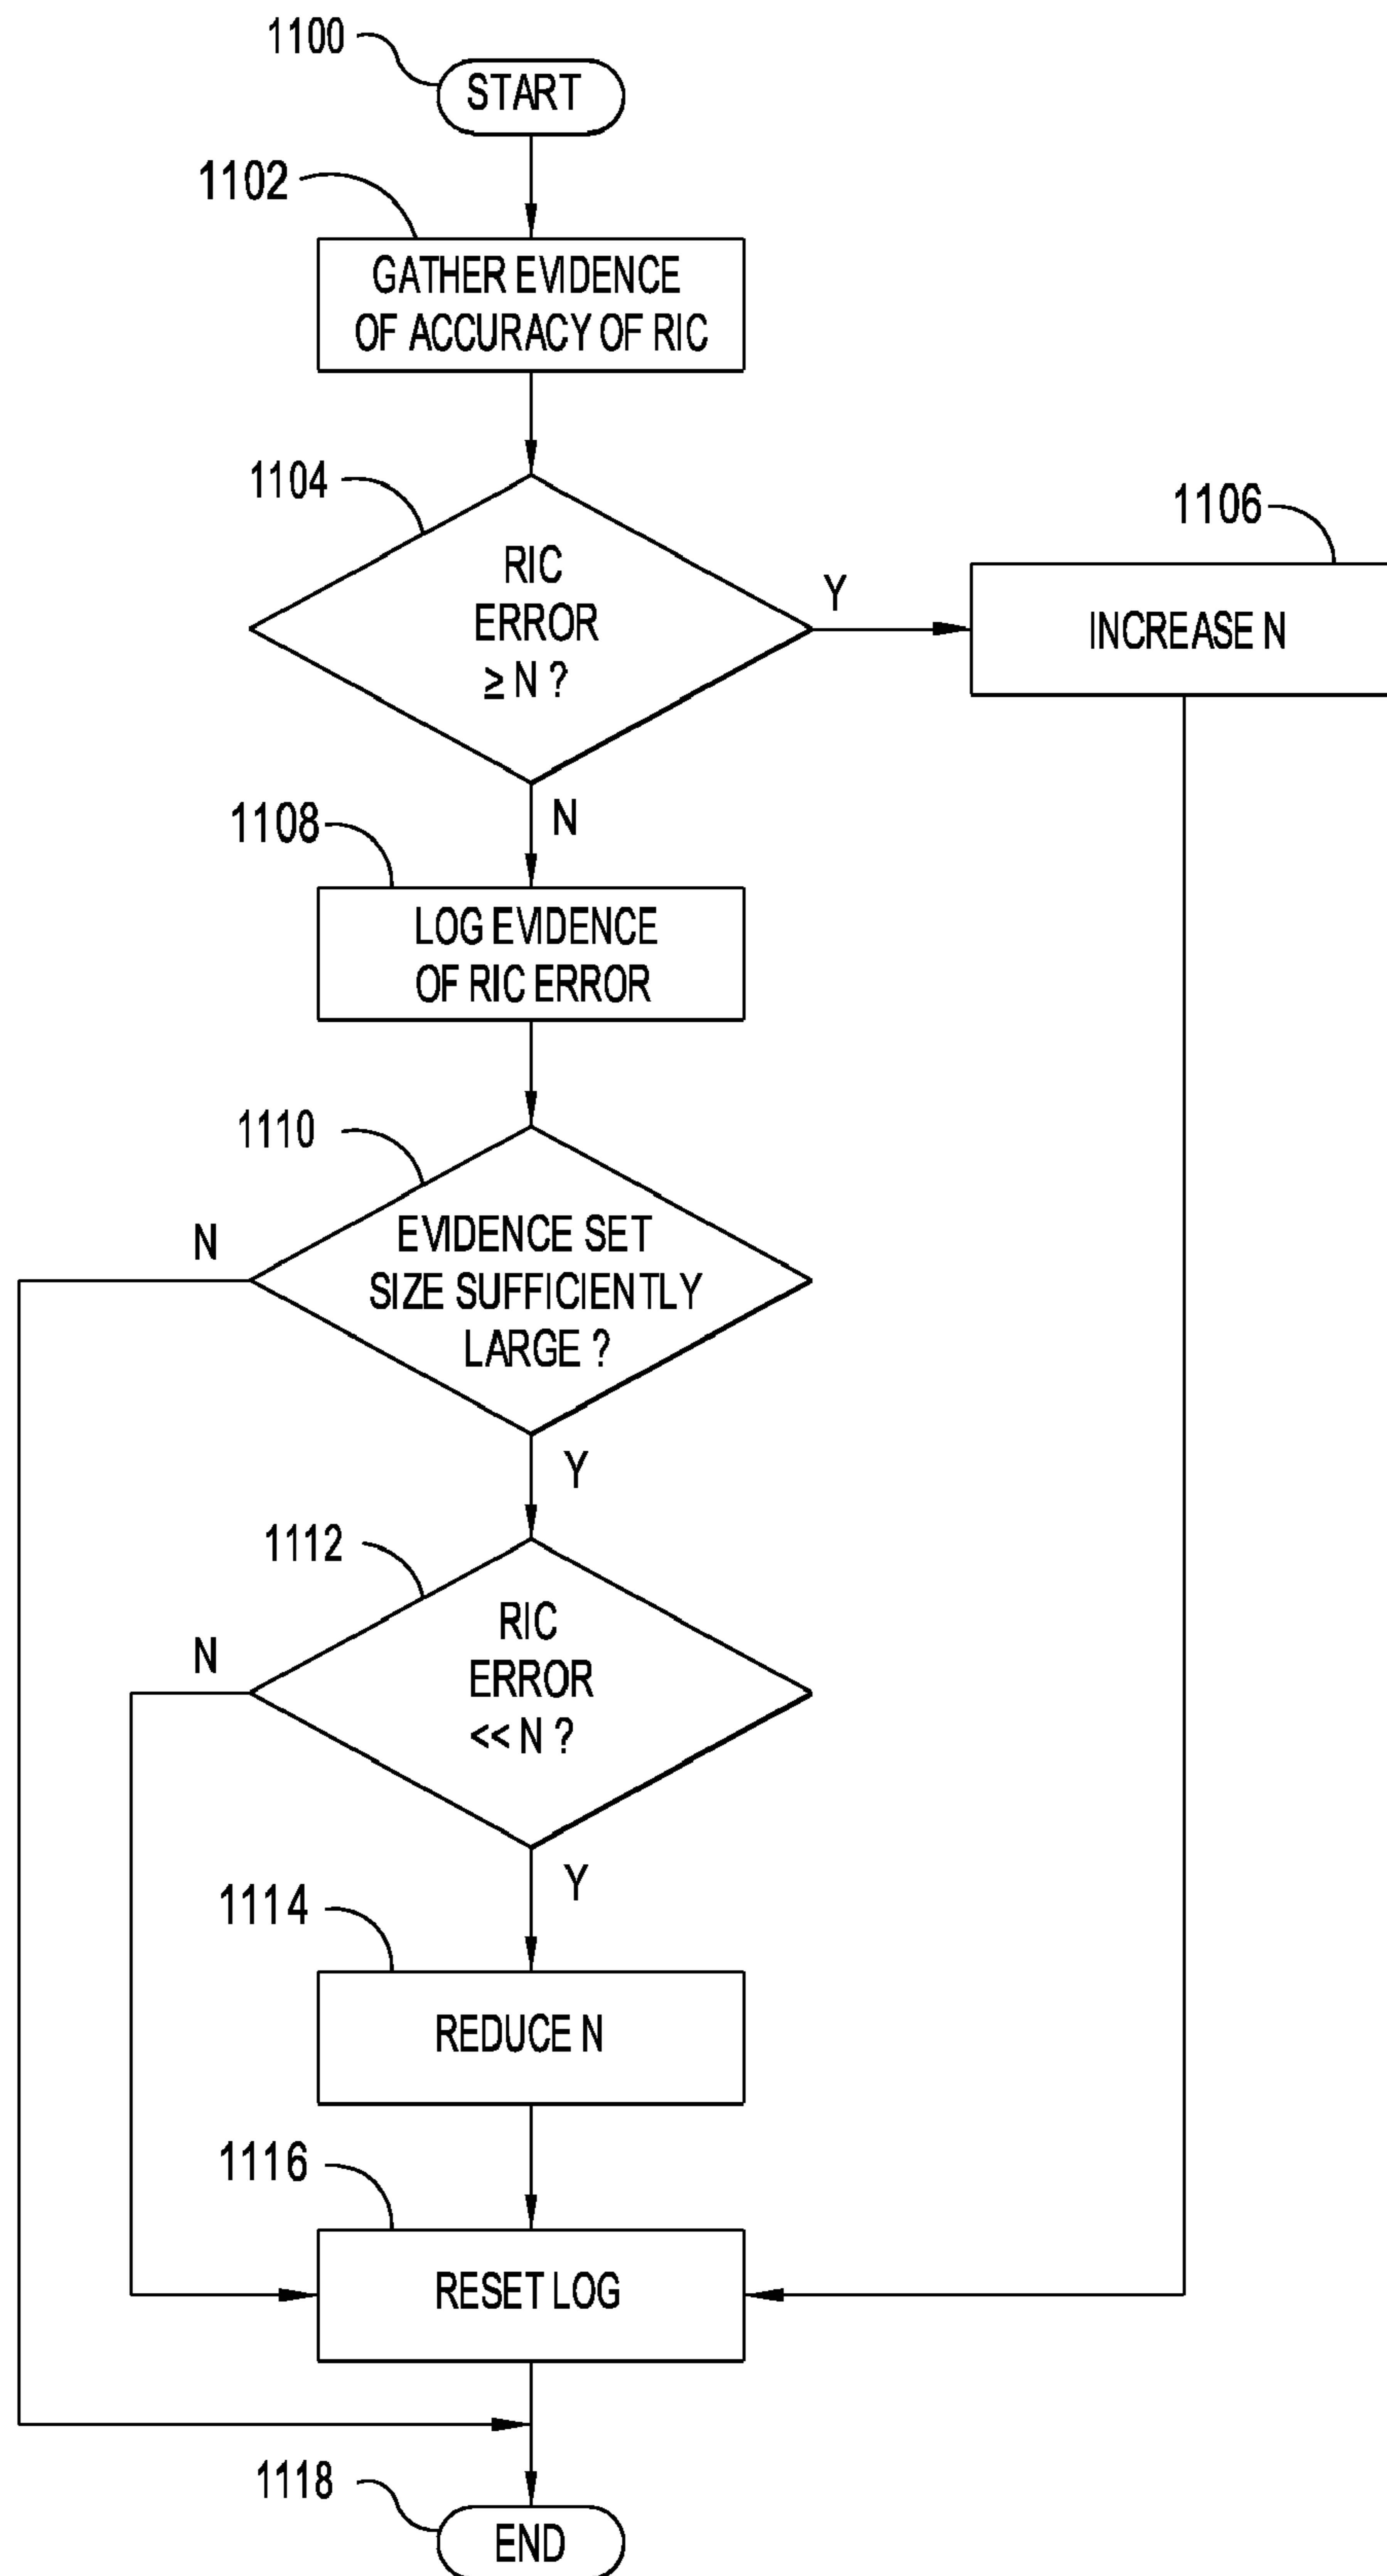 1100
START
1102
GATHER EVIDENCE
OF ACCURACY OF RIC
1104
RIC
ERROR
≥ N ?
Y
1106
INCREASE N
N
1108
LOG EVIDENCE
OF RIC ERROR
1110
N
EVIDENCE SET
SIZE SUFFICIENTLY
LARGE ?
Y
1112
N
RIC
ERROR
<< N ?
Y
1114
REDUCE N
1116
RESET LOG
1118
END